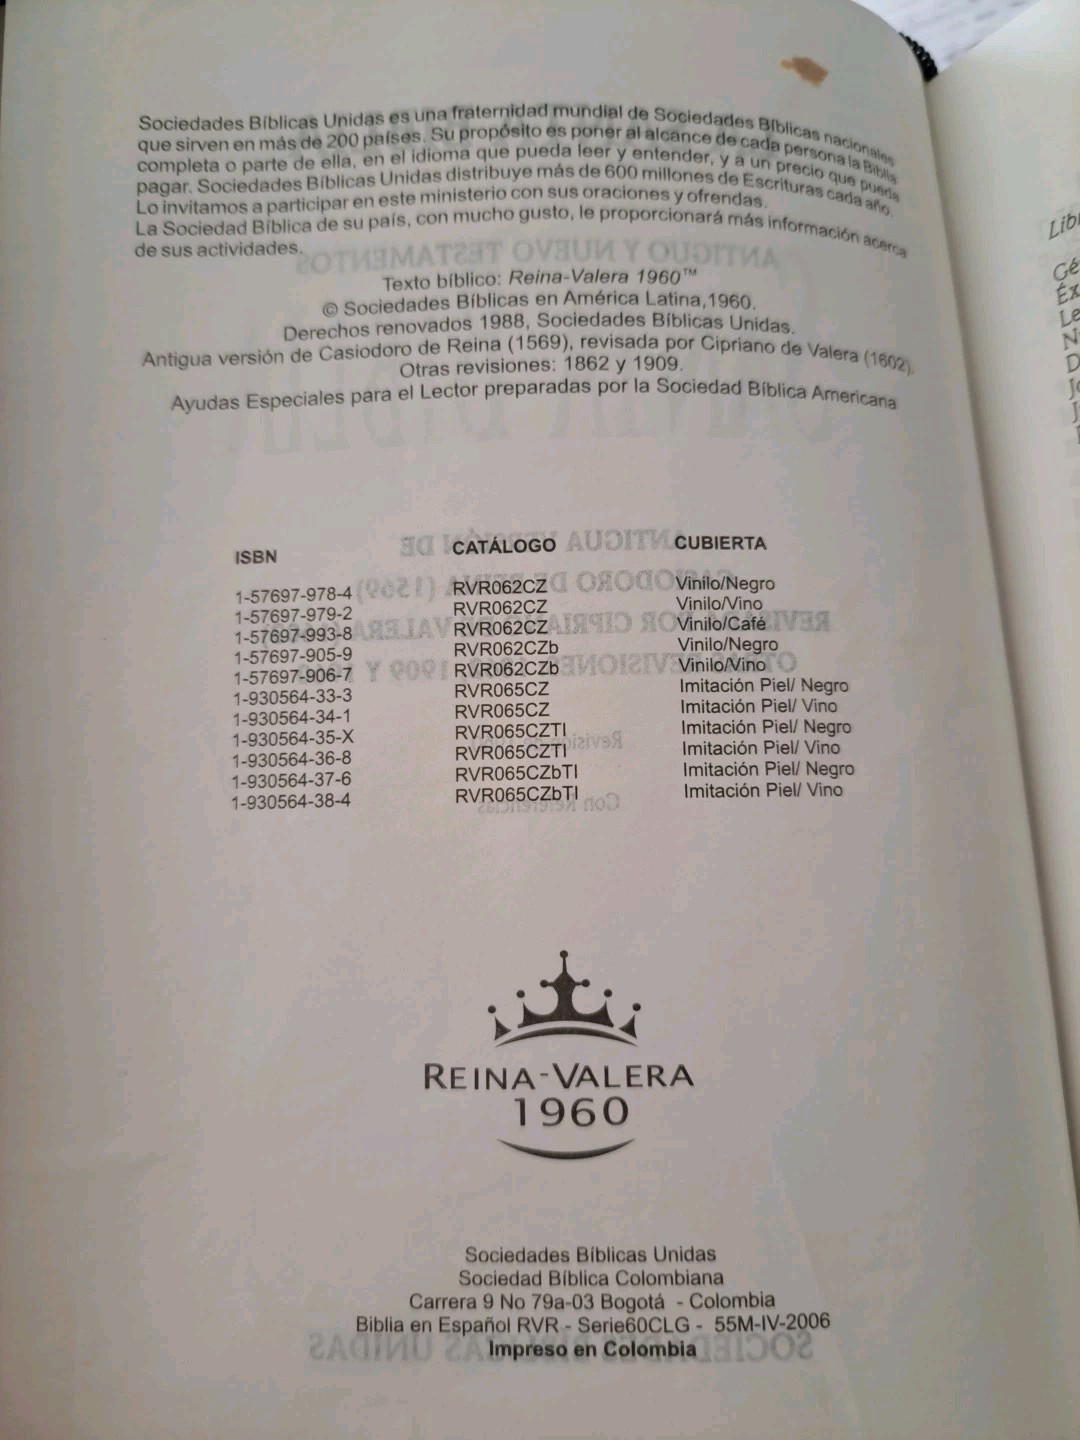 Sociedades Bíblicas Unidas es una fraternidad mundial de Sociedades Bíblicas nacionales
que sirven en más de 200 países. Su propósito es poner al alcance de cada persona la Biblia
completa o parte de ella, en el idioma que pueda leer y entender, y a un precio que pueda
pagar. Sociedades Bíblicas Unidas distribuye más de 600 millones de Escrituras cada año.
Lo invitamos a participar en este ministerio con sus oraciones y ofrendas.
La Sociedad Bíblica de su país, con mucho gusto, le proporcionará más información acerca
de sus actividades.
Texto bíblico: Reina-Valera 1960™
© Sociedades Bíblicas en América Latina,1960.
Derechos renovados 1988, Sociedades Bíblicas Unidas.
Antigua versión de Casiodoro de Reina (1569), revisada por Cipriano de Valera (1602).
Otras revisiones: 1862 y 1909.
Ayudas Especiales para el Lector preparadas por la Sociedad Bíblica Americana
ISBN CATÁLOGO CUBIERTA
1-57697-978-4 RVR062CZ Vinilo/Negro
1-57697-979-2 RVR062CZ Vinilo/Vino
1-57697-993-8 RVR062CZ Vinilo/Café
1-57697-905-9 RVR062CZb Vinilo/Negro
1-57697-906-7 RVR062CZb Vinilo/Vino
1-930564-33-3 RVR065CZ Imitación Piel/ Negro
1-930564-34-1 RVR065CZ Imitación Piel/ Vino
1-930564-35-X RVR065CZTI Imitación Piel/ Negro
1-930564-36-8 RVR065CZTI Imitación Piel/ Vino
1-930564-37-6 RVR065CZbTI Imitación Piel/ Negro
1-930564-38-4 RVR065CZbTI Imitación Piel/ Vino
REINA-VALERA
1960
Sociedades Bíblicas Unidas
Sociedad Bíblica Colombiana
Carrera 9 No 79a-03 Bogotá - Colombia
Biblia en Español RVR - Serie60CLG - 55M-IV-2006
Impreso en Colombia